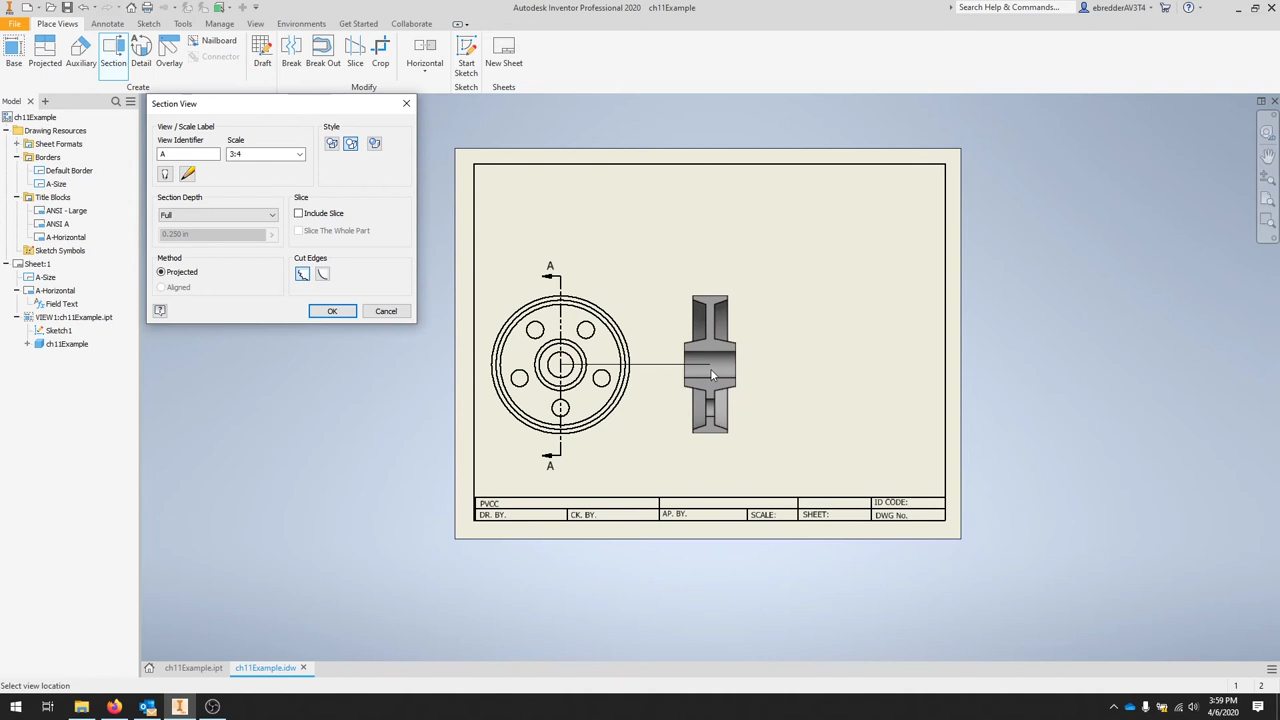 Autodesk Inventor Professional 2020 ch11Example
Search Help & Commands...
ebredderAV3T4
File
Place Views
Annotate
Sketch
Tools
Manage
View
Environments
Get Started
Collaborate
Base
Projected
Auxiliary
Section
Detail
Overlay
Nailboard
Connector
Draft
Break
Break Out
Slice
Crop
Horizontal
Start
Sketch
New Sheet
Create
Modify
Sketch
Sheets
Model
ch11Example
Drawing Resources
Sheet Formats
Borders
Default Border
A-Size
Title Blocks
ANSI - Large
ANSI A
A-Horizontal
Sketch Symbols
Sheet:1
A-Size
A-Horizontal
Field Text
VIEW1:ch11Example.ipt
Sketch1
ch11Example
Section View
View / Scale Label
View Identifier
Scale
A
3:4
Style
Section Depth
Full
0.250 in
Slice
Include Slice
Slice The Whole Part
Method
Projected
Aligned
Cut Edges
OK
Cancel
A
A
PVCC
ID CODE:
DR. BY.
CK. BY.
AP. BY.
SCALE:
SHEET:
DWG No.
ch11Example.ipt
ch11Example.idw
Select view location
1
2
3:59 PM
4/6/2020